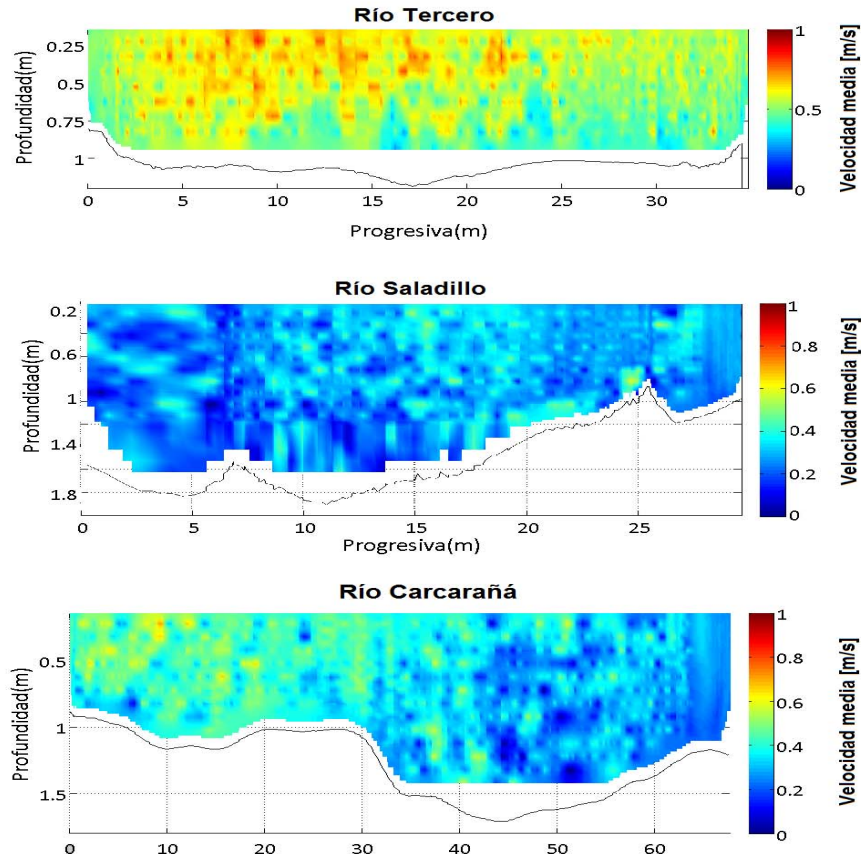 Río Tercero
Profundidad(m)
0.25
0.5
0.75
1
0 5 10 15 20 25 30
Progresiva(m)
1
0.5
0
Velocidad media [m/s]
Río Saladillo
Profundidad(m)
0.2
0.6
1
1.4
1.8
0 5 10 15 20 25
Progresiva(m)
1
0.8
0.6
0.4
0.2
0
Velocidad media [m/s]
Río Carcarañá
Profundidad(m)
0.5
1
1.5
0 10 20 30 40 50 60
1
0.8
0.6
0.4
0.2
0
Velocidad media [m/s]